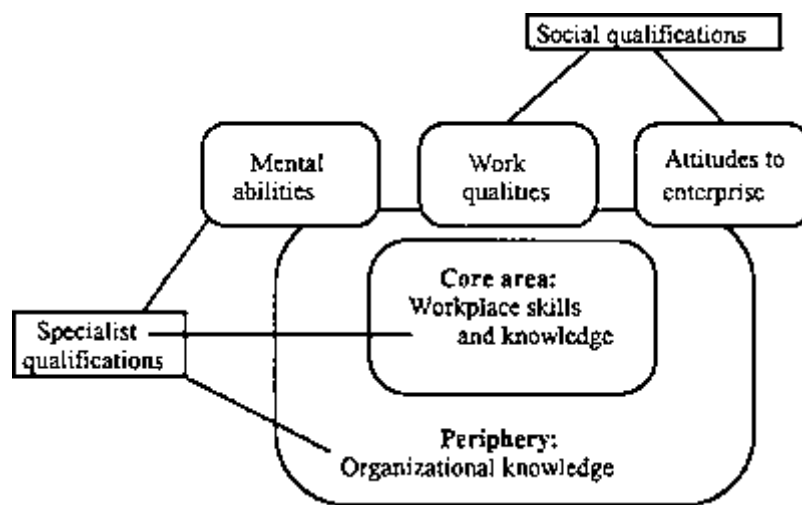 Social qualifications
Mental
abilities
Work
qualities
Attitudes to
enterprise
Core area:
Workplace skills
and knowledge
Specialist
qualifications
Periphery:
Organizational knowledge